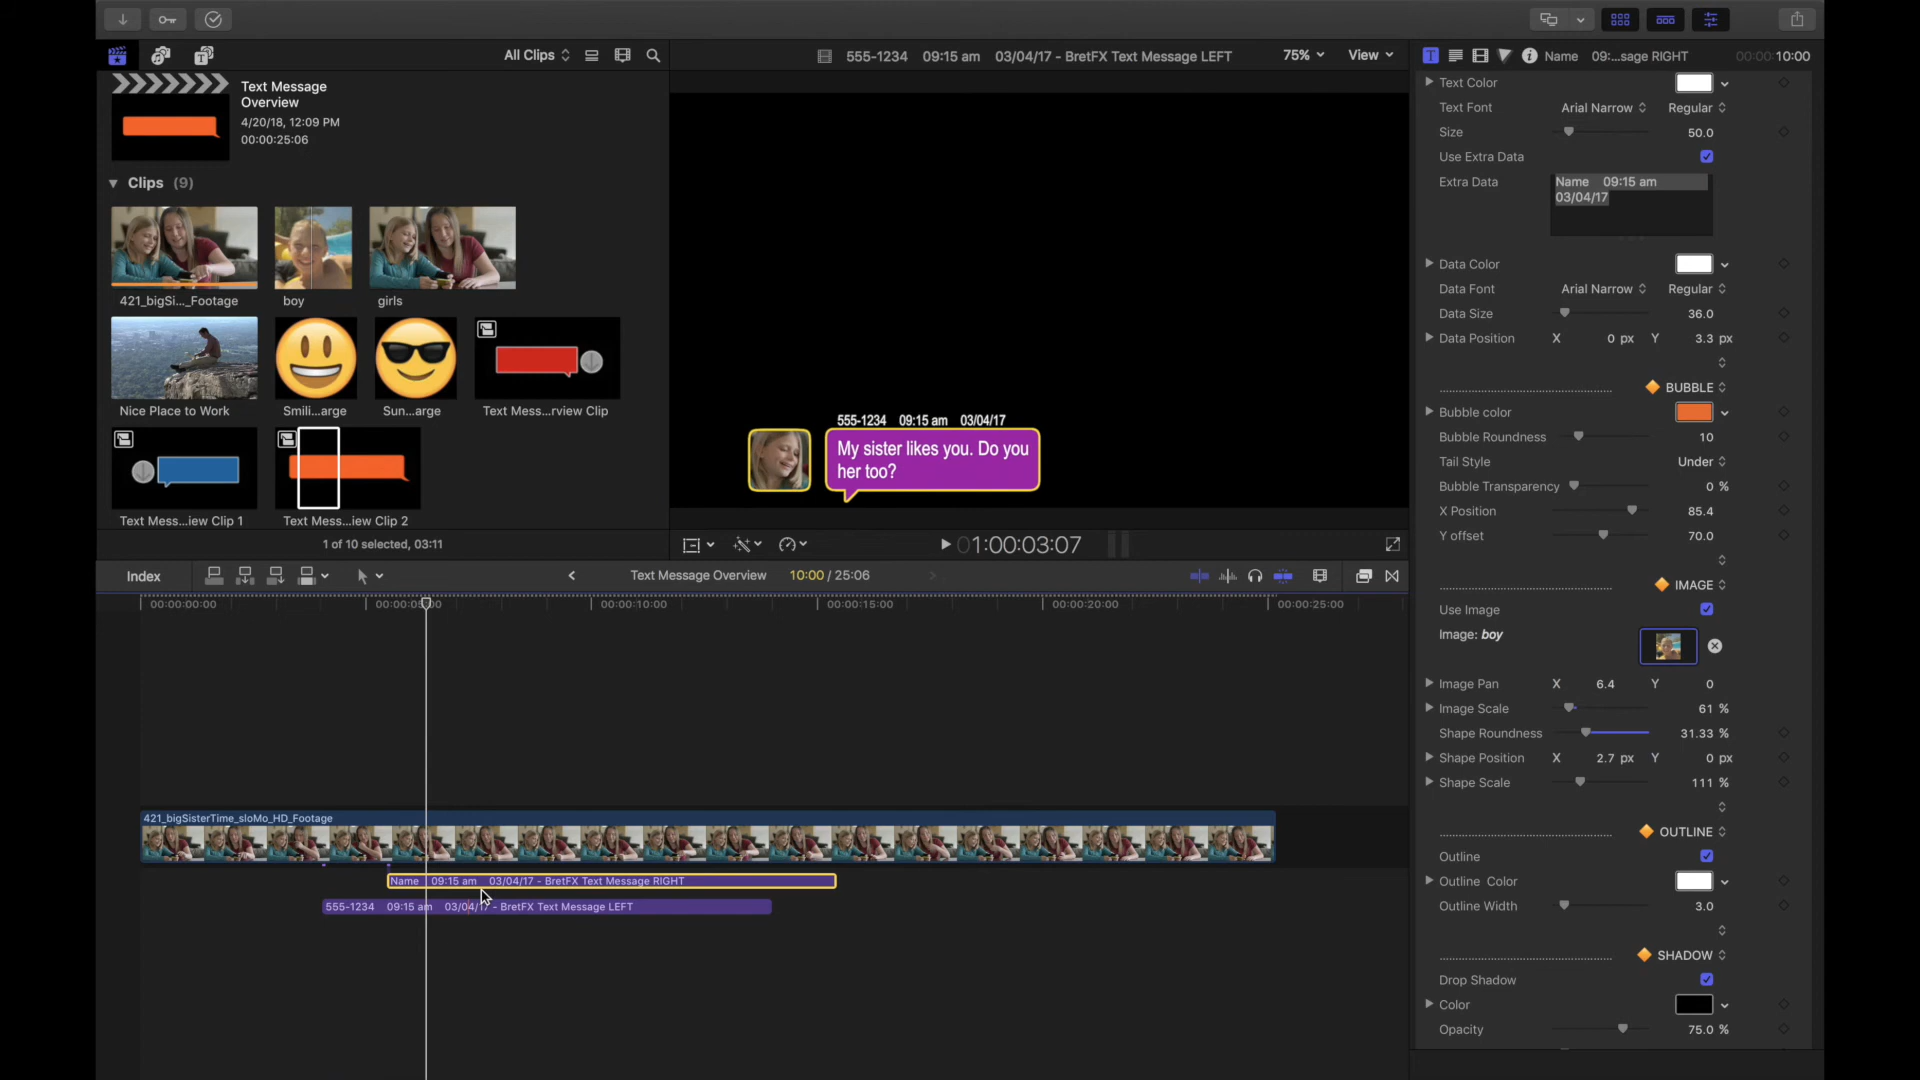 All Clips
555-1234 09:15 am 03/04/17 - BretFX Text Message LEFT
75%
View
Name 09:...sage RIGHT
00:00:10:00
Text Message
Overview
4/20/18, 12:09 PM
00:00:25:06
Clips (9)
421_bigSi..._Footage
boy
girls
Nice Place to Work
Smili...arge
Sun...arge
Text Mess...rview Clip
Text Mess...iew Clip 1
Text Mess...iew Clip 2
1 of 10 selected, 03:11
555-1234 09:15 am 03/04/17
My sister likes you. Do you
her too?
01:00:03:07
Text Color
Text Font Arial Narrow Regular
Size 50.0
Use Extra Data
Extra Data Name 09:15 am
03/04/17
Data Color
Data Font Arial Narrow Regular
Data Size 36.0
Data Position X 0 px Y 3.3 px
BUBBLE
Bubble color
Bubble Roundness 10
Tail Style Under
Bubble Transparency 0 %
X Position 85.4
Y offset 70.0
IMAGE
Use Image
Image: boy
Image Pan X 6.4 Y 0
Image Scale 61 %
Shape Roundness 31.33 %
Shape Position X 2.7 px Y 0 px
Shape Scale 111 %
OUTLINE
Outline
Outline Color
Outline Width 3.0
SHADOW
Drop Shadow
Color
Opacity 75.0 %
Index
Text Message Overview 10:00 / 25:06
00:00:00:00
00:00:10:00
00:00:15:00
00:00:20:00
00:00:25:00
421_bigSisterTime_sloMo_HD_Footage
Name 09:15 am 03/04/17 - BretFX Text Message RIGHT
555-1234 09:15 am 03/04/17 - BretFX Text Message LEFT